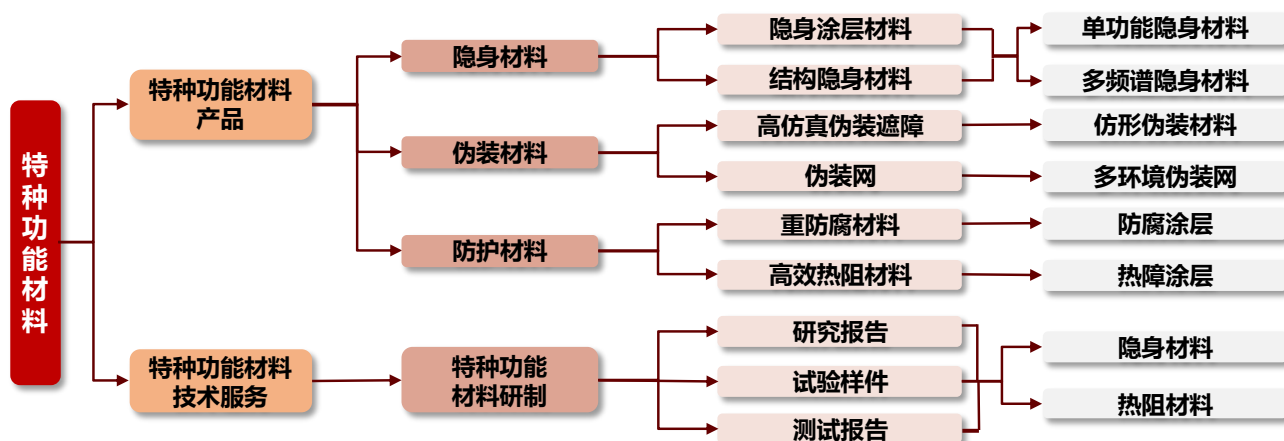 特种功能材料
特种功能材料
产品
隐身材料
隐身涂层材料
结构隐身材料
单功能隐身材料
多频谱隐身材料
伪装材料
高仿真伪装遮障
仿形伪装材料
伪装网
多环境伪装网
防护材料
重防腐材料
防腐涂层
高效热阻材料
热障涂层
特种功能材料
技术服务
特种功能
材料研制
研究报告
试验样件
测试报告
隐身材料
热阻材料